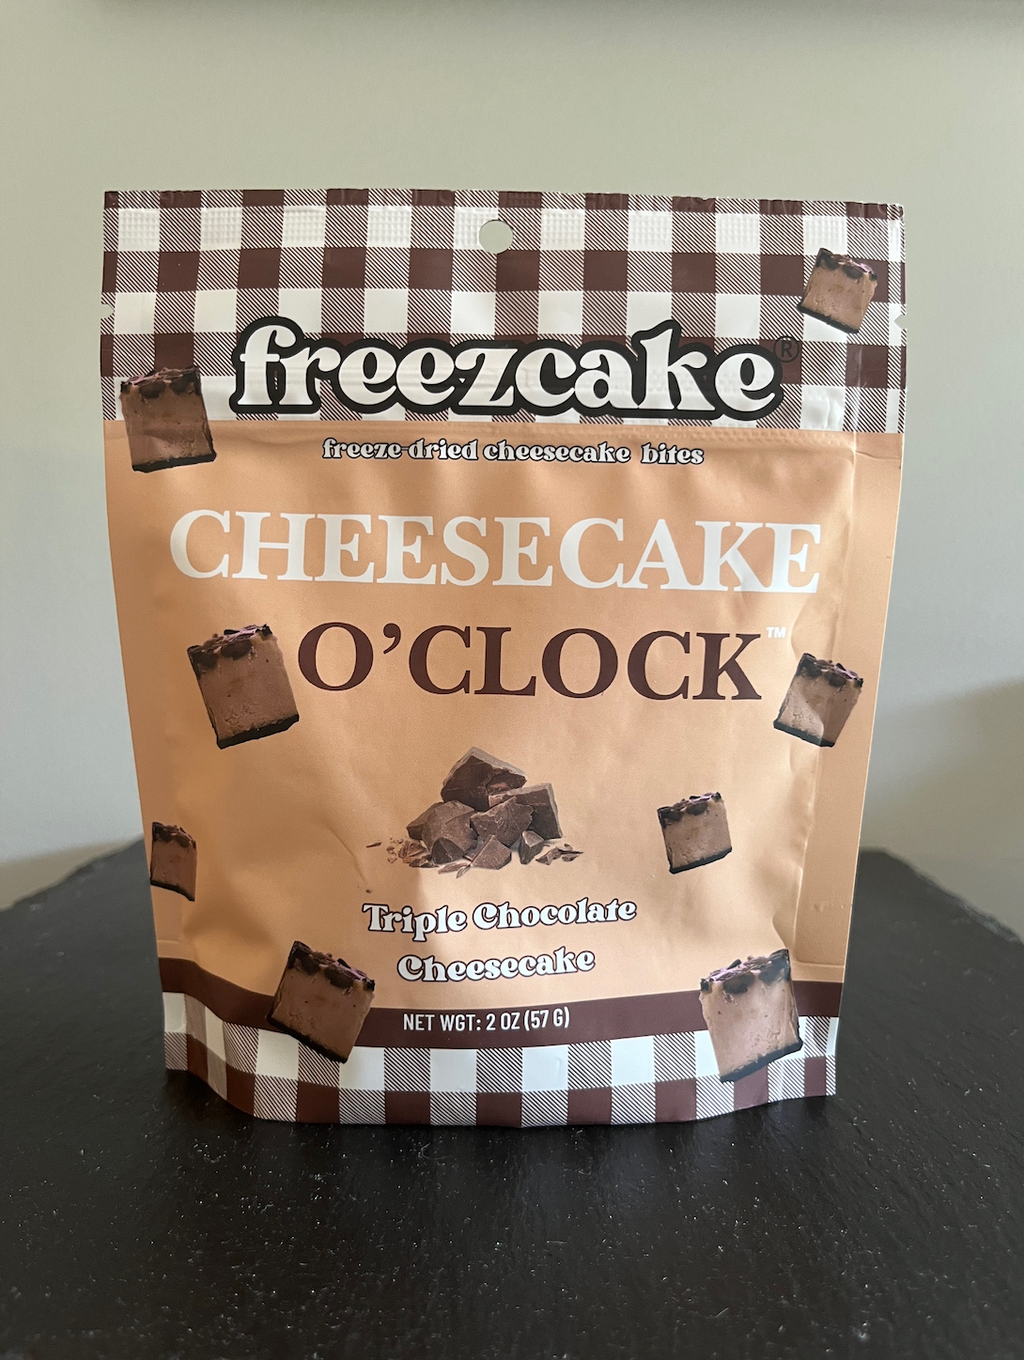 freezcake®
freeze-dried cheesecake bites
CHEESECAKE
O'CLOCK™
Triple Chocolate
Cheesecake
NET WGT: 2 OZ (57 G)